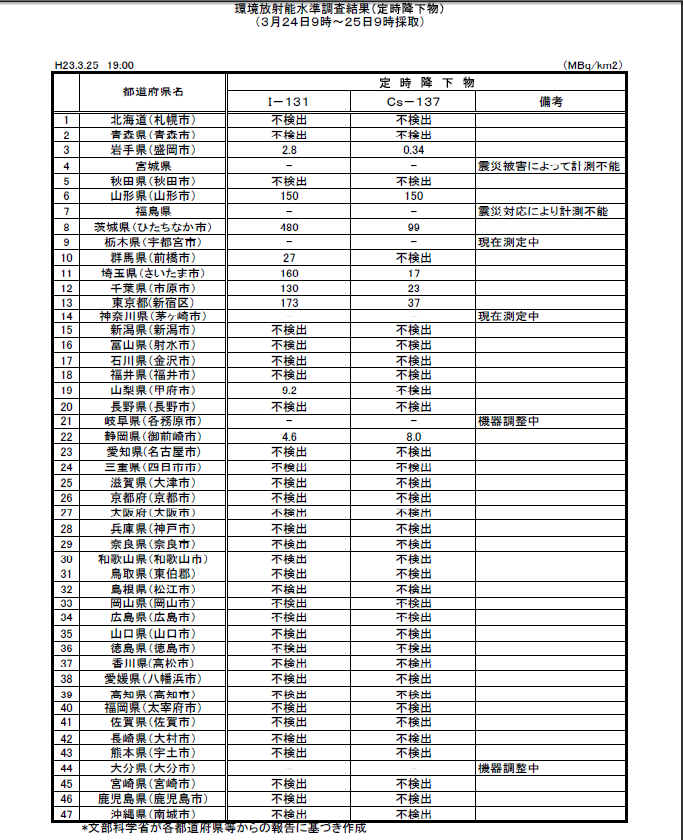 環境放射能水準調査結果(定時降下物)
(3月24日9時～25日9時採取)
H23.3.25 19:00 (MBq/km2)
都道府県名 定時降下物
I－131 Cs－137 備考
1 北海道(札幌市) 不検出 不検出
2 青森県(青森市) 不検出 不検出
3 岩手県(盛岡市) 2.8 0.34
4 宮城県 － － 震災被害によって計測不能
5 秋田県(秋田市) 不検出 不検出
6 山形県(山形市) 150 150
7 福島県 － － 震災対応により計測不能
8 茨城県(ひたちなか市) 480 99
9 栃木県(宇都宮市) － － 現在測定中
10 群馬県(前橋市) 27 不検出
11 埼玉県(さいたま市) 160 17
12 千葉県(市原市) 130 23
13 東京都(新宿区) 173 37
14 神奈川県(茅ヶ崎市) － － 現在測定中
15 新潟県(新潟市) 不検出 不検出
16 富山県(射水市) 不検出 不検出
17 石川県(金沢市) 不検出 不検出
18 福井県(福井市) 不検出 不検出
19 山梨県(甲府市) 9.2 不検出
20 長野県(長野市) 不検出 不検出
21 岐阜県(各務原市) － － 機器調整中
22 静岡県(御前崎市) 4.6 8.0
23 愛知県(名古屋市) 不検出 不検出
24 三重県(四日市市) 不検出 不検出
25 滋賀県(大津市) 不検出 不検出
26 京都府(京都市) 不検出 不検出
27 大阪府(大阪市) 不検出 不検出
28 兵庫県(神戸市) 不検出 不検出
29 奈良県(奈良市) 不検出 不検出
30 和歌山県(和歌山市) 不検出 不検出
31 鳥取県(東伯郡) 不検出 不検出
32 島根県(松江市) 不検出 不検出
33 岡山県(岡山市) 不検出 不検出
34 広島県(広島市) 不検出 不検出
35 山口県(山口市) 不検出 不検出
36 徳島県(徳島市) 不検出 不検出
37 香川県(高松市) 不検出 不検出
38 愛媛県(八幡浜市) 不検出 不検出
39 高知県(高知市) 不検出 不検出
40 福岡県(太宰府市) 不検出 不検出
41 佐賀県(佐賀市) 不検出 不検出
42 長崎県(大村市) 不検出 不検出
43 熊本県(宇土市) 不検出 不検出
44 大分県(大分市) 機器調整中
45 宮崎県(宮崎市) 不検出 不検出
46 鹿児島県(鹿児島市) 不検出 不検出
47 沖縄県(南城市) 不検出 不検出
*文部科学省が各都道府県等からの報告に基づき作成